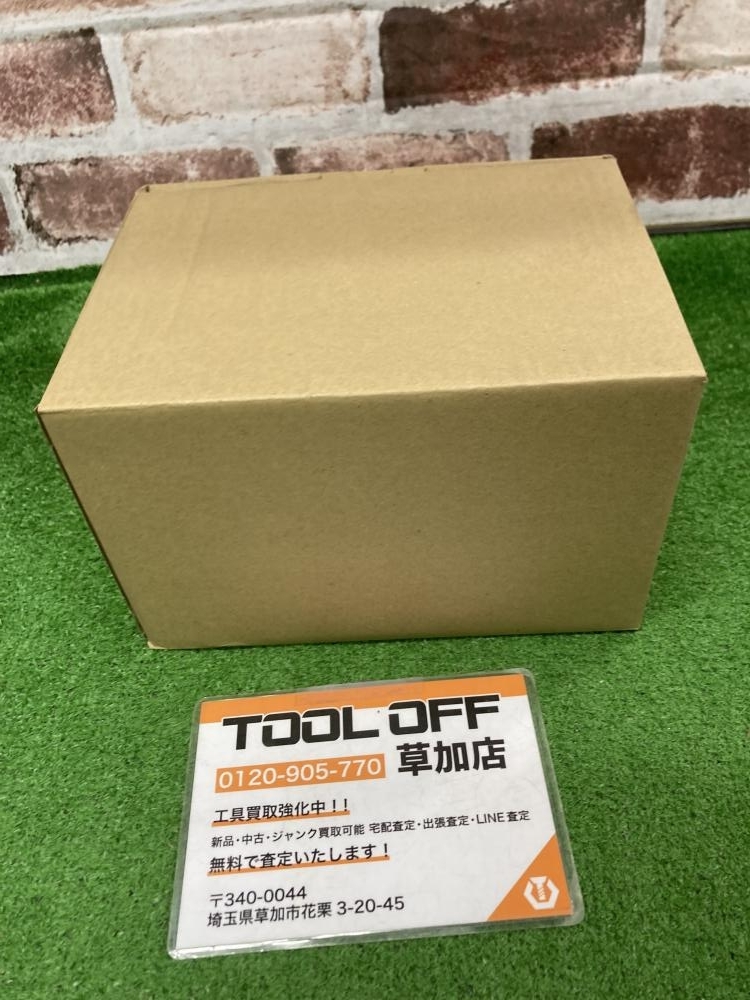 TOOL OFF
0120-905-770 草加店
工具買取強化中!!
新品・中古・ジャンク買取可能 宅配査定・出張査定・LINE査定
無料で査定いたします!
〒340-0044
埼玉県草加市花栗 3-20-45